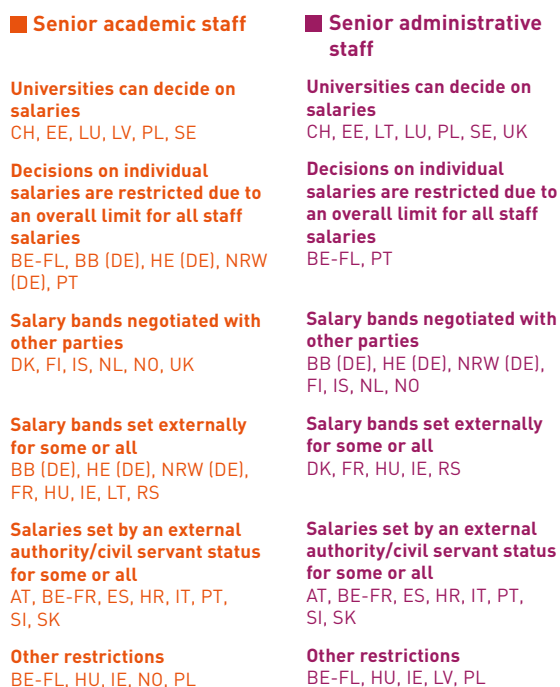 Senior academic staff
Universities can decide on
salaries
CH, EE, LU, LV, PL, SE
Decisions on individual
salaries are restricted due to
an overall limit for all staff
salaries
BE-FL, BB (DE), HE (DE), NRW
(DE), PT
Salary bands negotiated with
other parties
DK, FI, IS, NL, NO, UK
Salary bands set externally
for some or all
BB (DE), HE (DE), NRW (DE),
FR, HU, IE, LT, RS
Salaries set by an external
authority/civil servant status
for some or all
AT, BE-FR, ES, HR, IT, PT,
SI, SK
Other restrictions
BE-FL, HU, IE, NO, PL
Senior administrative
staff
Universities can decide on
salaries
CH, EE, LT, LU, PL, SE, UK
Decisions on individual
salaries are restricted due to
an overall limit for all staff
salaries
BE-FL, PT
Salary bands negotiated with
other parties
BB (DE), HE (DE), NRW (DE),
FI, IS, NL, NO
Salary bands set externally
for some or all
DK, FR, HU, IE, RS
Salaries set by an external
authority/civil servant status
for some or all
AT, BE-FR, ES, HR, IT, PT,
SI, SK
Other restrictions
BE-FL, HU, IE, LV, PL